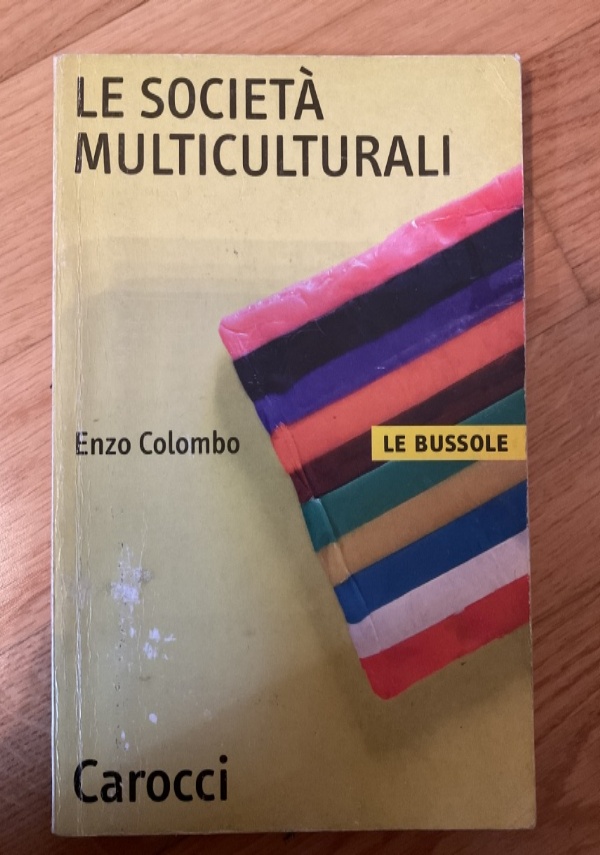 LE SOCIETÀ
MULTICULTURALI
Enzo Colombo
LE BUSSOLE
Carocci